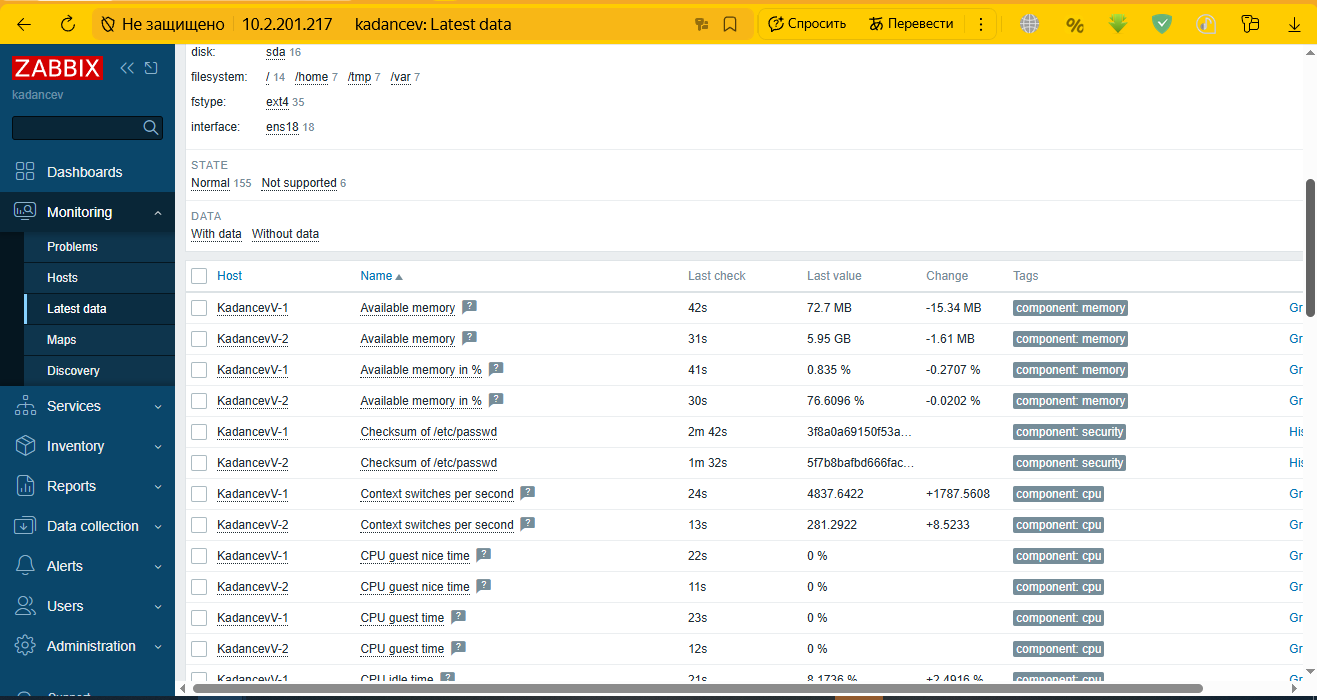 Не защищено 10.2.201.217 kadancev: Latest data Спросить Перевести
ZABBIX
kadancev
Dashboards
Monitoring
Problems
Hosts
Latest data
Maps
Discovery
Services
Inventory
Reports
Data collection
Alerts
Users
Administration
Support
disk: sda 16
filesystem: / 14 /home 7 /tmp 7 /var 7
fstype: ext4 35
interface: ens18 18
STATE
Normal 155 Not supported 6
DATA
With data Without data
Host Name Last check Last value Change Tags
KadancevV-1 Available memory ? 42s 72.7 MB -15.34 MB component: memory Gr
KadancevV-2 Available memory ? 31s 5.95 GB -1.61 MB component: memory Gr
KadancevV-1 Available memory in % ? 41s 0.835 % -0.2707 % component: memory Gr
KadancevV-2 Available memory in % ? 30s 76.6096 % -0.0202 % component: memory Gr
KadancevV-1 Checksum of /etc/passwd 2m 42s 3f8a0a69150f53a... component: security His
KadancevV-2 Checksum of /etc/passwd 1m 32s 5f7b8bafbd666fac... component: security His
KadancevV-1 Context switches per second ? 24s 4837.6422 +1787.5608 component: cpu Gr
KadancevV-2 Context switches per second ? 13s 281.2922 +8.5233 component: cpu Gr
KadancevV-1 CPU guest nice time ? 22s 0 % component: cpu Gr
KadancevV-2 CPU guest nice time ? 11s 0 % component: cpu Gr
KadancevV-1 CPU guest time ? 23s 0 % component: cpu Gr
KadancevV-2 CPU guest time ? 12s 0 % component: cpu Gr
KadancevV-1 CPU idle time ? 21s 8.1736 % +2.4916 % component: cpu Gr